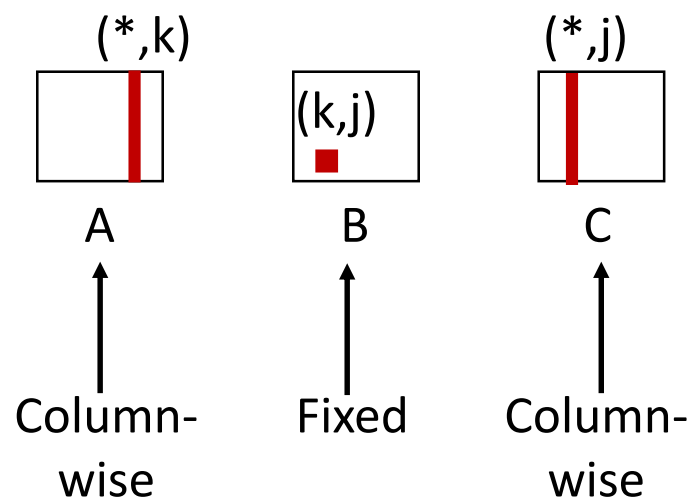 (*,k)
(k,j)
(*,j)
A
B
C
Column-
wise
Fixed
Column-
wise